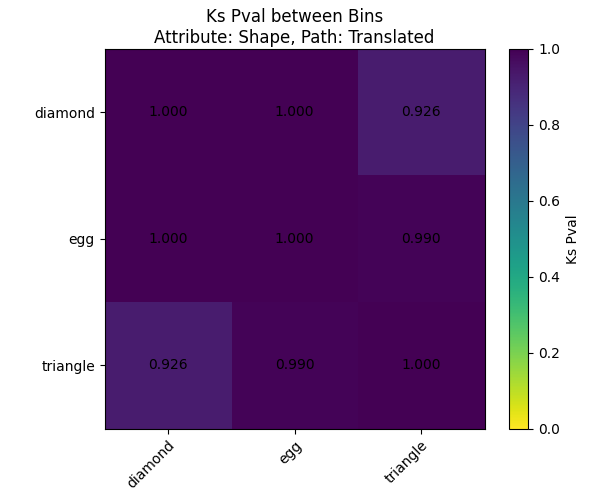 Ks Pval between Bins
Attribute: Shape, Path: Translated
diamond
1.000 1.000 0.926
egg
1.000 1.000 0.990
triangle
0.926 0.990 1.000
diamond
egg
triangle
1.0
0.8
0.6
0.4
0.2
0.0
Ks Pval